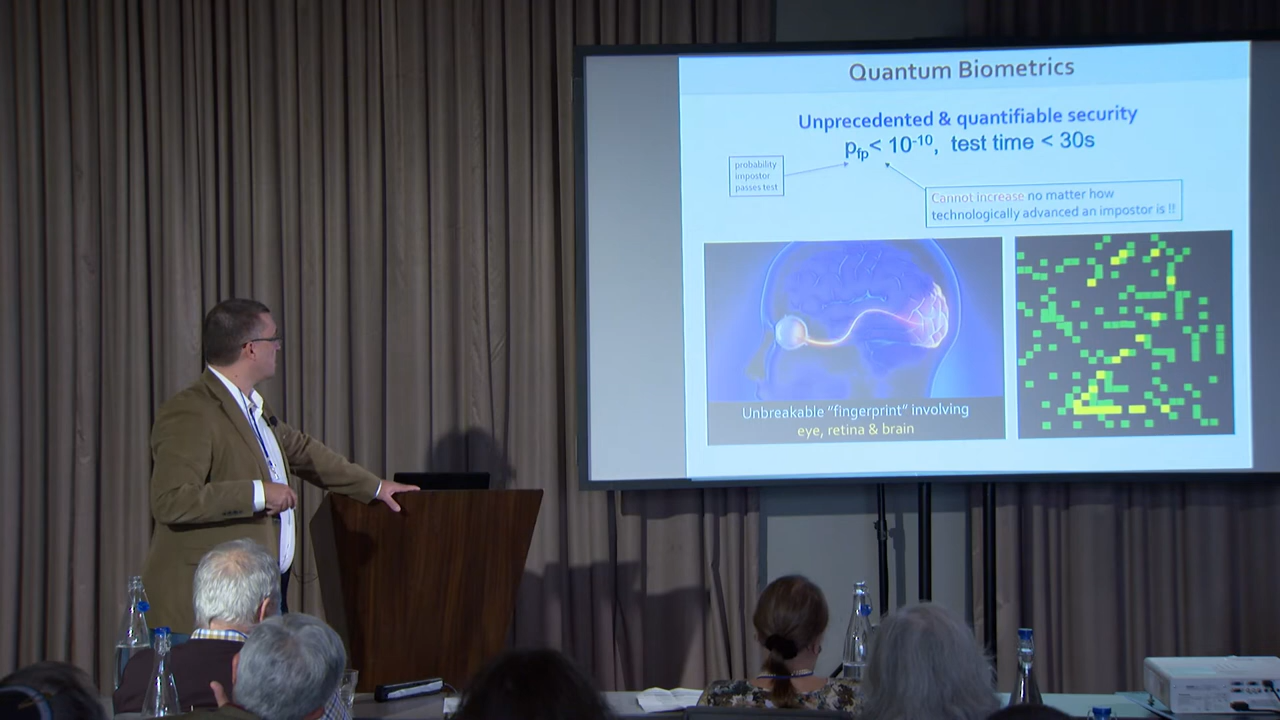 Quantum Biometrics
Unprecedented & quantifiable security
pfp< 10-10, test time < 30s
probability
impostor
passes test
Cannot increase no matter how
technologically advanced an impostor is !!
Unbreakable "fingerprint" involving
eye, retina & brain